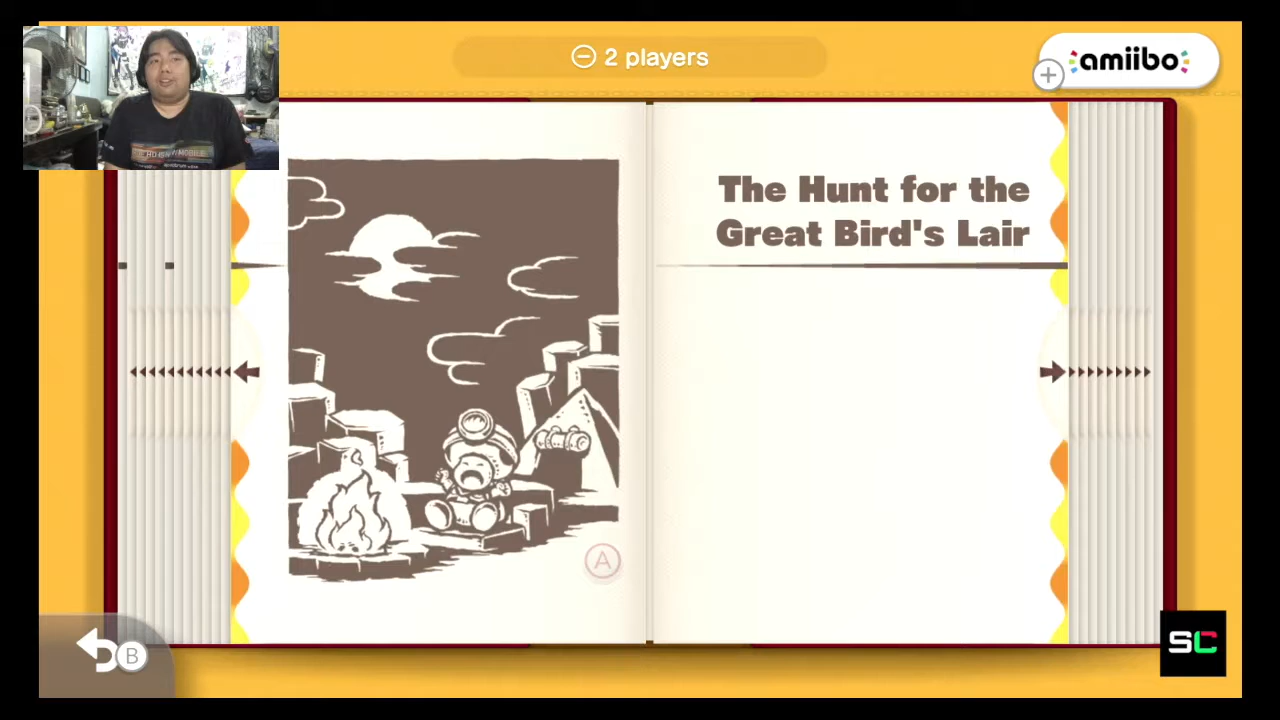 2 players
amiibo
The Hunt for the
Great Bird's Lair
A
B
SC